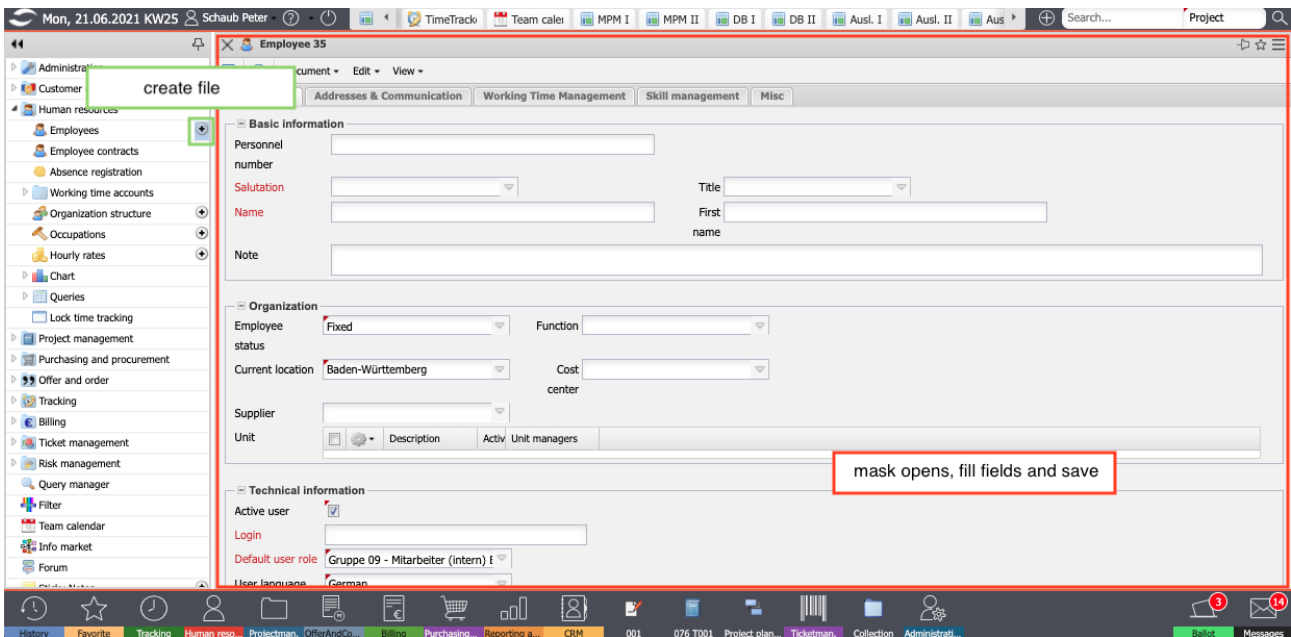 Mon, 21.06.2021 KW25 Schaub Peter TimeTrack Team cale MPM I MPM II DB I DB II Ausl. I Ausl. II Aus Search... Project
Employee 35
Administra
create file
cument Edit View
Customer
Addresses & Communication Working Time Management Skill management Misc
Human resources
Employees
Employee contracts
Absence registration
Working time accounts
Organization structure
Occupations
Hourly rates
Chart
Queries
Lock time tracking
Project management
Purchasing and procurement
Offer and order
Tracking
Billing
Ticket management
Risk management
Query manager
Filter
Team calendar
Info market
Forum
Sticky Notes
Basic information
Personnel
number
Salutation Title
Name First
name
Note
Organization
Employee Fixed Function
status
Current location Baden-Württemberg Cost
center
Supplier
Unit Description Activ Unit managers
mask opens, fill fields and save
Technical information
Active user
Login
Default user role Gruppe 09 - Mitarbeiter (intern) E
User language German
3 14
History Favorite Tracking Human reso... Projectman. OfferAndCo... Billing Purchasing... Reporting a... CRM 001 076 T001 Project plan... Ticketman. Collection Administrati... Ballot Messages